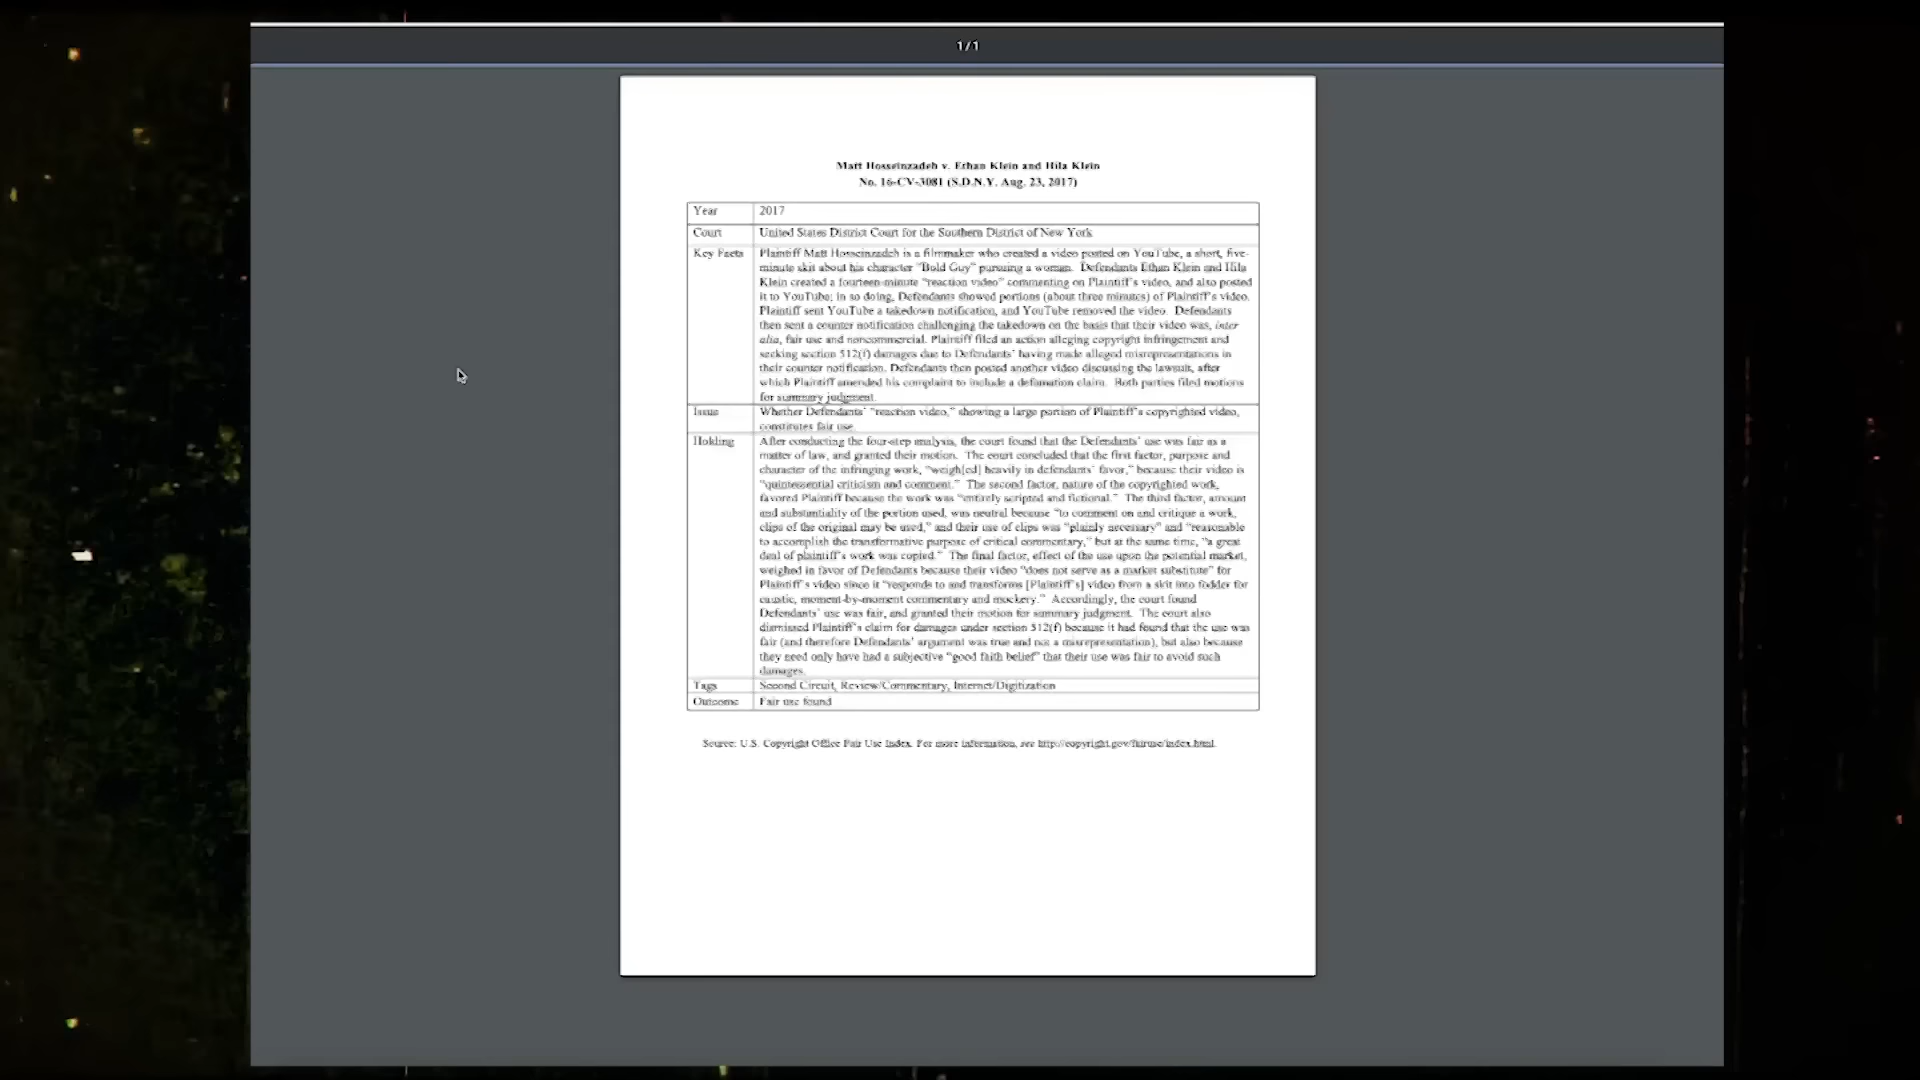 1/1
Matt Hosseinzadeh v. Ethan Klein and Hila Klein
No. 16-CV-3081 (S.D.N.Y. Aug. 23, 2017)
Year 2017
Court United States District Court for the Southern District of New York
Key Facts Plaintiff Matt Hosseinzadeh is a filmmaker who created a video posted on YouTube, a short, five-
minute skit about his character “Bold Guy” pursuing a woman. Defendants Ethan Klein and Hila
Klein created a fourteen-minute “reaction video” commenting on Plaintiff’s video, and also posted
it to YouTube; in so doing, Defendants showed portions (about three minutes) of Plaintiff’s video.
Plaintiff sent YouTube a takedown notification, and YouTube removed the video. Defendants
then sent a counter notification challenging the takedown on the basis that their video was, inter
alia, fair use and noncommercial. Plaintiff filed an action alleging copyright infringement and
seeking section 512(f) damages due to Defendants’ having made alleged misrepresentations in
their counter notification. Defendants then posted another video discussing the lawsuit, after
which Plaintiff amended his complaint to include a defamation claim. Both parties filed motions
for summary judgment.
Issue Whether Defendants’ “reaction video,” showing a large portion of Plaintiff’s copyrighted video,
constitutes fair use.
Holding After conducting the four-step analysis, the court found that the Defendants’ use was fair as a
matter of law, and granted their motion. The court concluded that the first factor, purpose and
character of the infringing work, “weigh[ed] heavily in defendants’ favor,” because their video is
“quintessential criticism and comment.” The second factor, nature of the copyrighted work,
favored Plaintiff because the work was “entirely scripted and fictional.” The third factor, amount
and substantiality of the portion used, was neutral because “to comment on and critique a work,
clips of the original may be used,” and their use of clips was “plainly necessary” and “reasonable
to accomplish the transformative purpose of critical commentary,” but at the same time, “a great
deal of plaintiff’s work was copied.” The final factor, effect of the use upon the potential market,
weighed in favor of Defendants because their video “does not serve as a market substitute” for
Plaintiff’s video since it “responds to and transforms [Plaintiff’s] video from a skit into fodder for
caustic, moment-by-moment commentary and mockery.” Accordingly, the court found
Defendants’ use was fair, and granted their motion for summary judgment. The court also
dismissed Plaintiff’s claim for damages under section 512(f) because it had found that the use was
fair (and therefore Defendants’ argument was true and not a misrepresentation), but also because
they need only have had a subjective “good faith belief” that their use was fair to avoid such
damages.
Tags Second Circuit, Review/Commentary, Internet/Digitization
Outcome Fair use found
Source: U.S. Copyright Office Fair Use Index. For more information, see http://copyright.gov/fairuse/index.html.